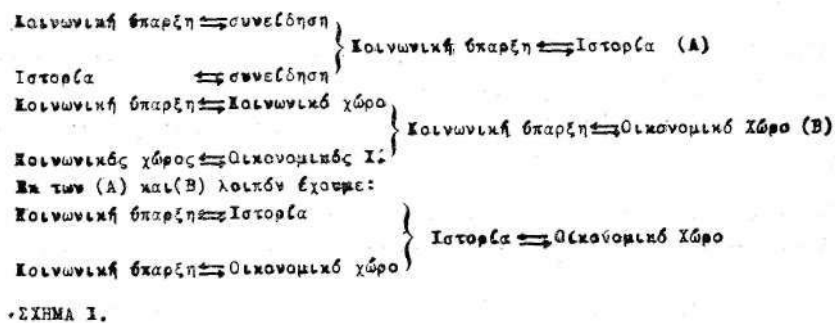 Κοινωνική ύπαρξη ⇆ συνείδηση
Κοινωνική ύπαρξη ⇆ Ιστορία (Α)
Ιστορία ⇆ συνείδηση
Κοινωνική ύπαρξη ⇆ Κοινωνικό χώρο
Κοινωνική ύπαρξη ⇆ Οικονομικό Χώρο (Β)
Κοινωνικός χώρος ⇆ Οικονομικός Χ.
Εκ των (Α) και (Β) λοιπόν έχουμε:
Κοινωνική ύπαρξη ⇆ Ιστορία
Ιστορία ⇆ Οικονομικό Χώρο
Κοινωνική ύπαρξη ⇆ Οικονομικό χώρο
ΣΧΗΜΑ Ι.